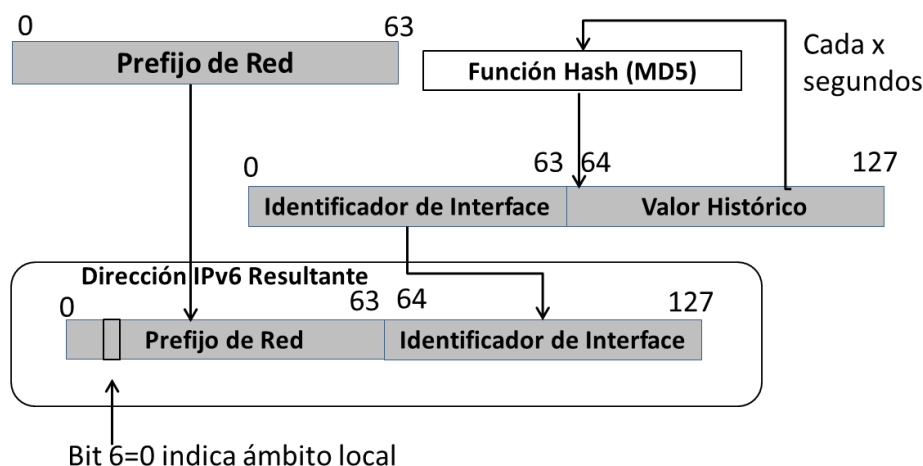 0
63
Prefijo de Red
Función Hash (MD5)
Cada x
segundos
0
63
64
127
Identificador de Interface
Valor Histórico
Dirección IPv6 Resultante
0
63
64
127
Prefijo de Red
Identificador de Interface
Bit 6=0 indica ámbito local